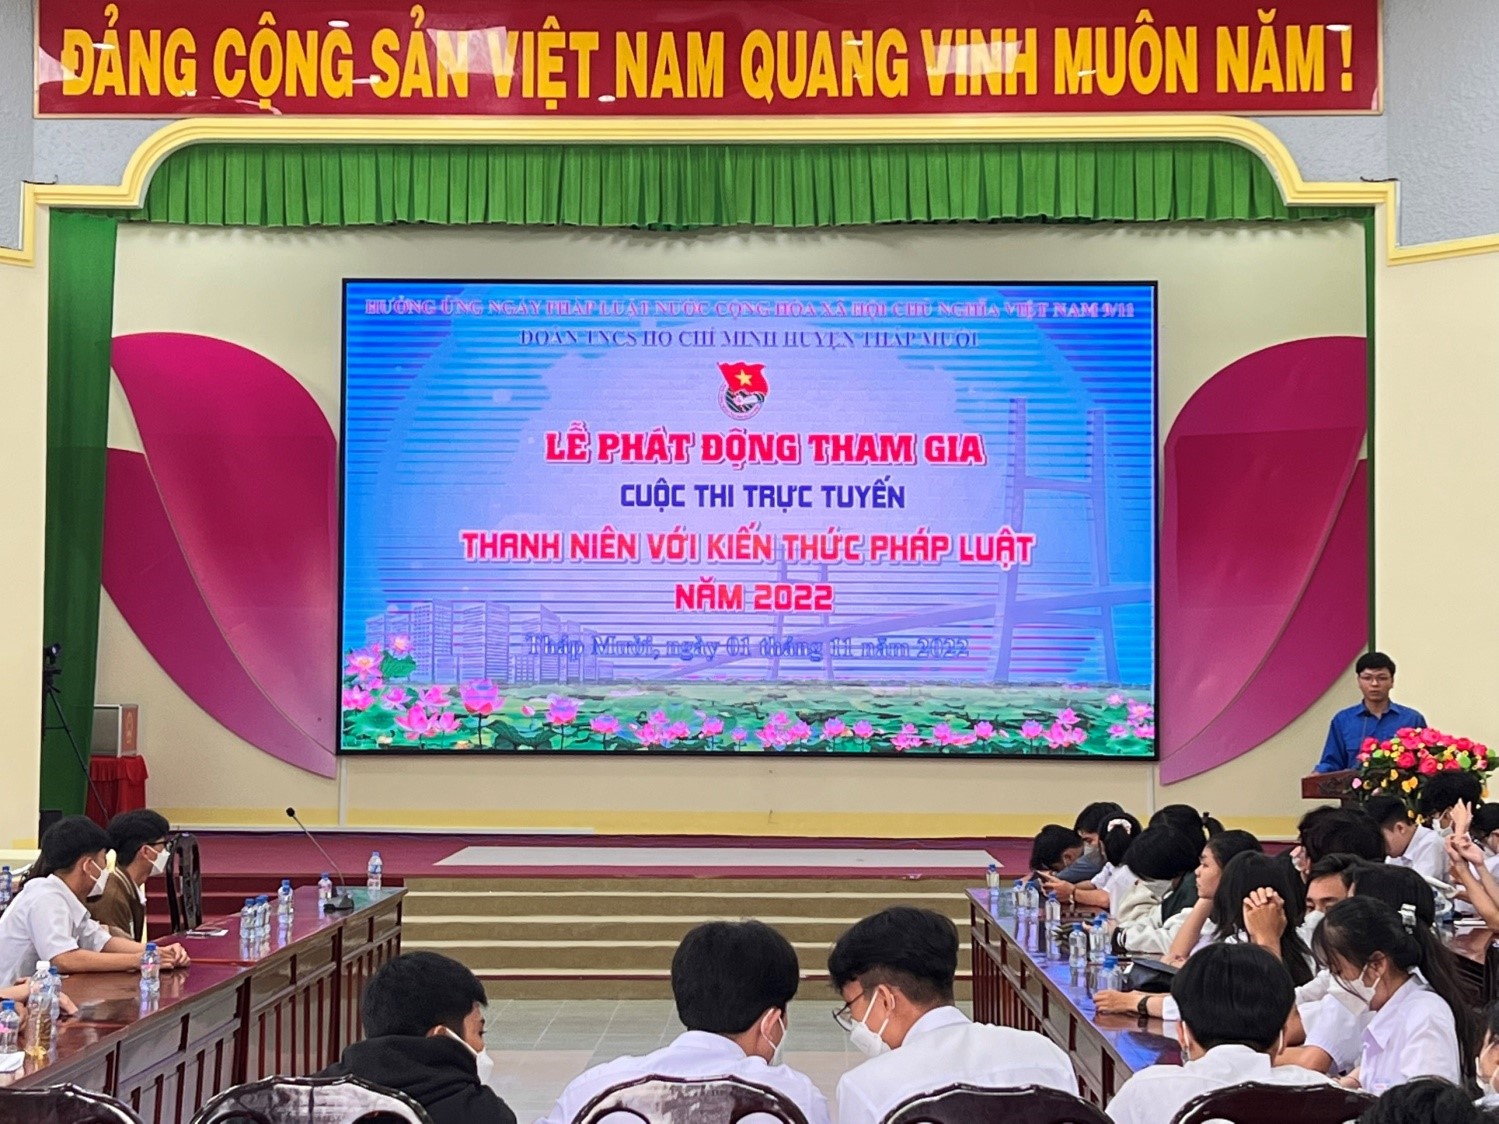 ĐẢNG CỘNG SẢN VIỆT NAM QUANG VINH MUÔN NĂM !
HƯỞNG ỨNG NGÀY PHÁP LUẬT NƯỚC CỘNG HÒA XÃ HỘI CHỦ NGHĨA VIỆT NAM 9/11
ĐOÀN TNCS HỒ CHÍ MINH HUYỆN THÁP MƯỜI
LỄ PHÁT ĐỘNG THAM GIA
CUỘC THI TRỰC TUYẾN
THANH NIÊN VỚI KIẾN THỨC PHÁP LUẬT
NĂM 2022
Tháp Mười, ngày 01 tháng 11 năm 2022